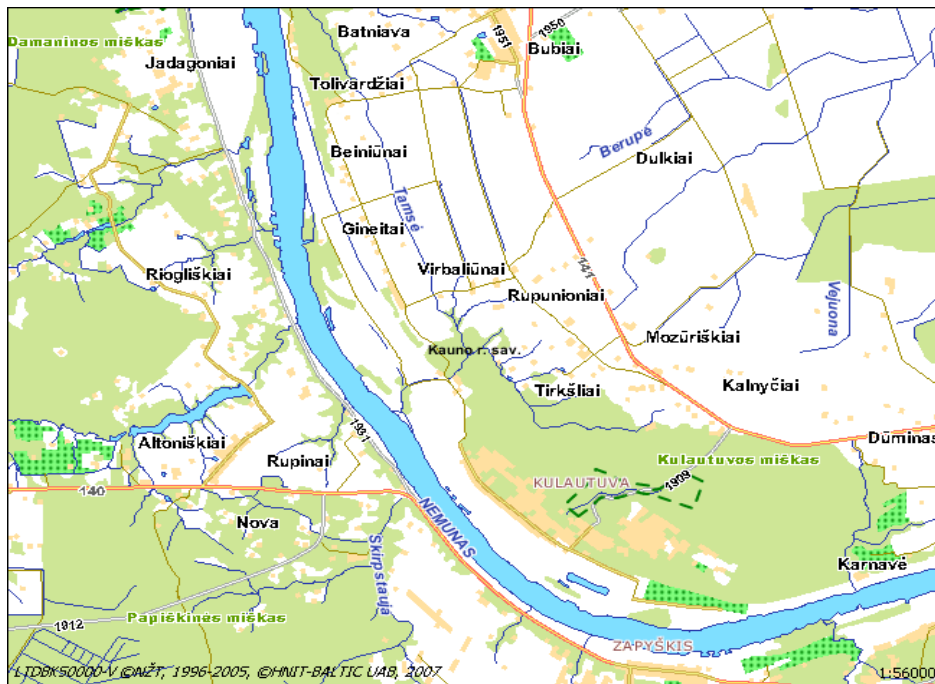 Batniava
1950
1951
Bubiai
Damaninos miškas
Jadagoniai
Tolivardžiai
Berupė
Beiniūnai
Dulkiai
Tamsė
Gineitai
Virbaliūnai
141
Riogliškiai
Rupunioniai
Vejuona
Mozūriškiai
Kauno r. sav.
Tirkšliai
Kalnyčiai
1931
Altoniškiai
Dūminas
Rupinai
Kulautuvos miškas
KULAUTUVA
1909
140
Nova
NEMUNAS
Skirpstauja
Karnavė
Papiškinės miškas
1912
ZAPYŠKIS
LTDBK50000-V ©NŽT, 1996-2005, ©HNIT-BALTIC UAB, 2007
1:56000